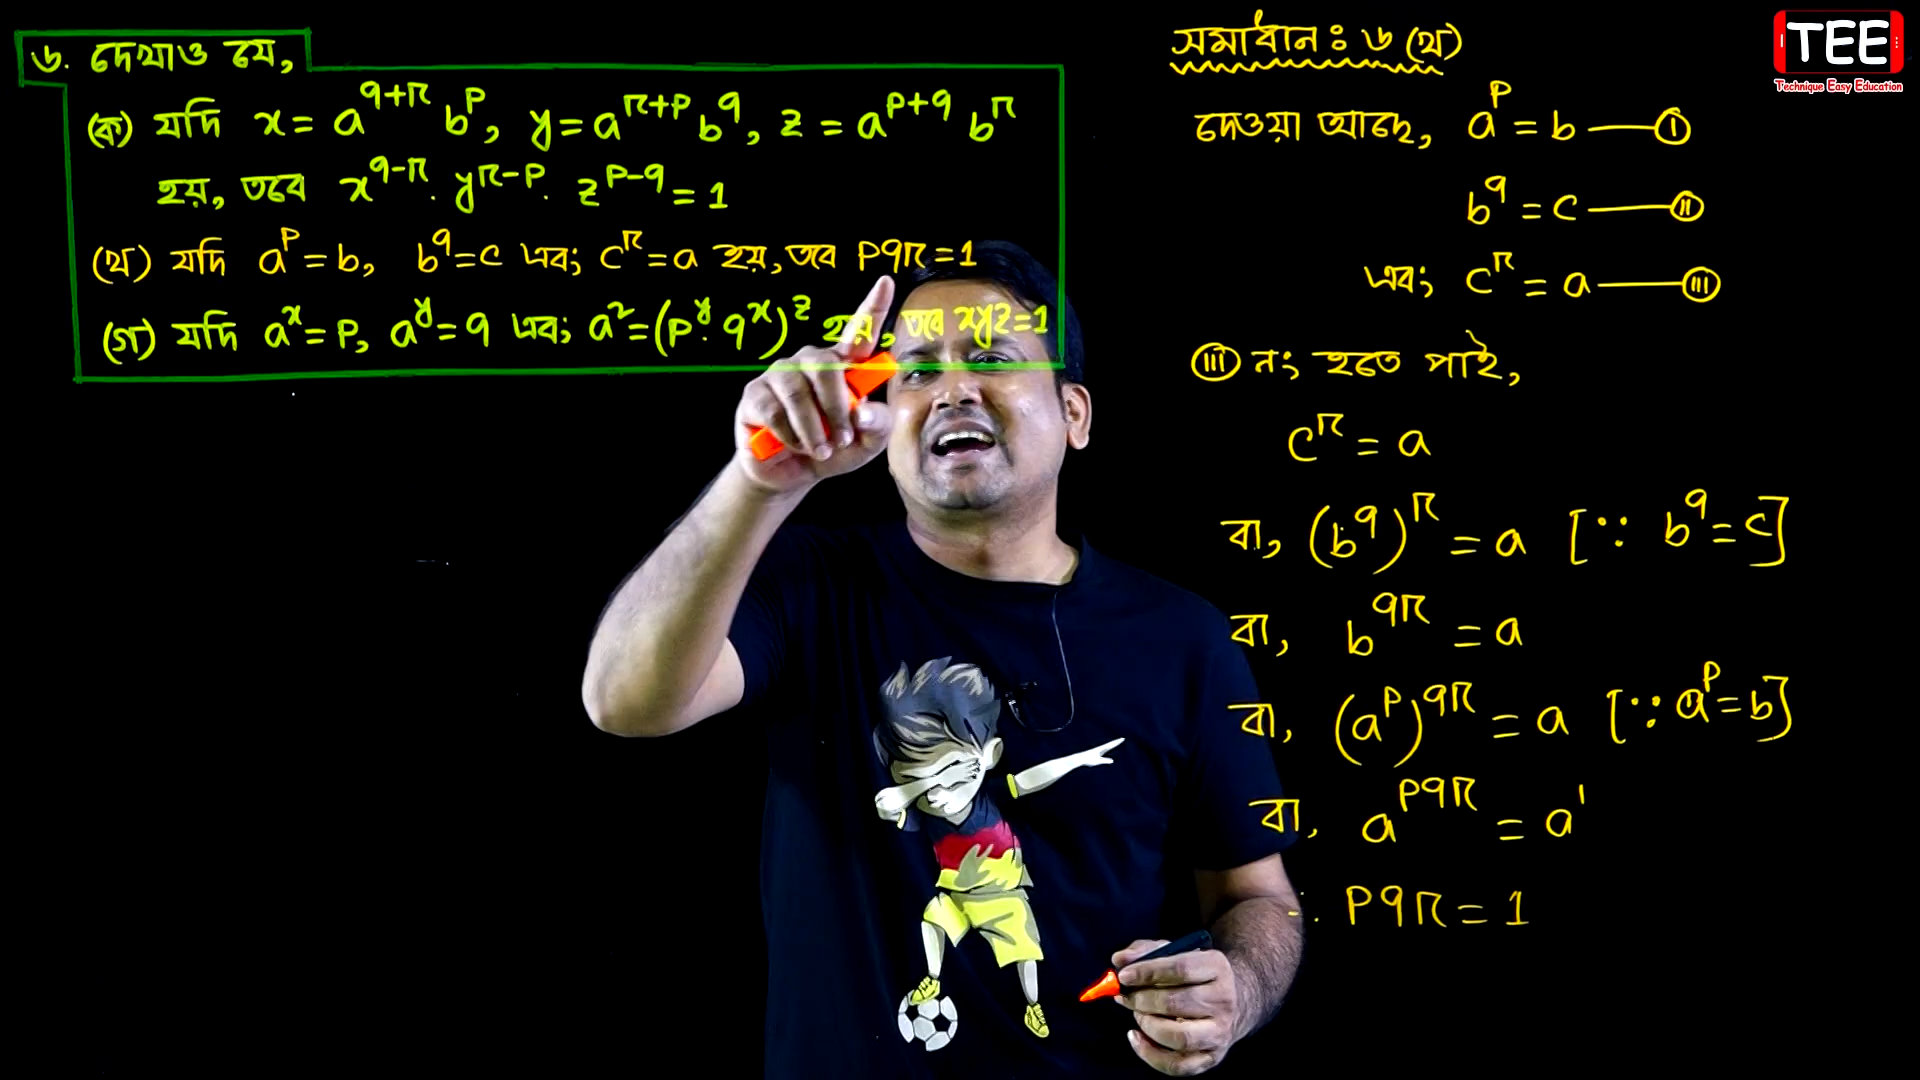 ৬. দেখাও যে,
(ক) যদি x = a^{q+r} b^p, y = a^{r+p} b^q, z = a^{p+q} b^r
হয়, তবে x^{q-r} . y^{r-p} . z^{p-q} = 1
(খ) যদি a^p = b, b^q = c এবং c^r = a হয়, তবে pqr = 1
(গ) যদি a^x = p, a^y = q এবং a^2 = (p^y . q^x)^z হয়, তবে xyz = 1
সমাধান : ৬ (খ)
দেওয়া আছে, a^p = b — (I)
b^q = c — (II)
এবং c^r = a — (III)
(III) নং হতে পাই,
c^r = a
বা, (b^q)^r = a [∵ b^q = c]
বা, b^{qr} = a
বা, (a^p)^{qr} = a [∵ a^p = b]
বা, a^{pqr} = a^1
∴ pqr = 1
TEE
Technique Easy Education